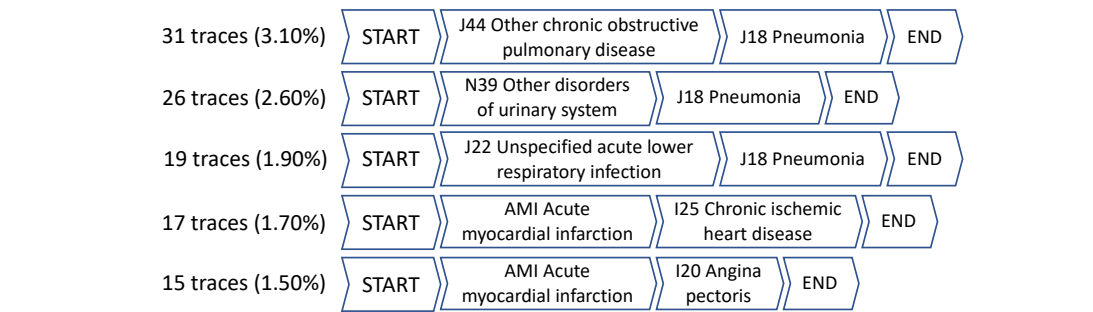 31 traces (3.10%) START J44 Other chronic obstructive pulmonary disease J18 Pneumonia END
26 traces (2.60%) START N39 Other disorders of urinary system J18 Pneumonia END
19 traces (1.90%) START J22 Unspecified acute lower respiratory infection J18 Pneumonia END
17 traces (1.70%) START AMI Acute myocardial infarction I25 Chronic ischemic heart disease END
15 traces (1.50%) START AMI Acute myocardial infarction I20 Angina pectoris END